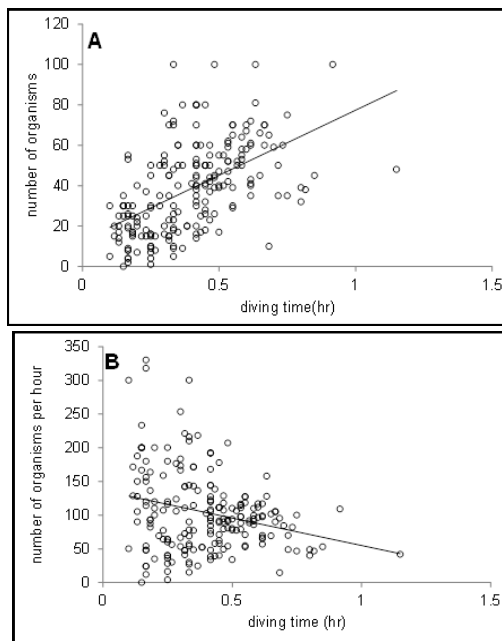 A
number of organisms
120
100
80
60
40
20
0
0 0.5 1 1.5
diving time(hr)
B
number of organisms per hour
350
300
250
200
150
100
50
0
0 0.5 1 1.5
diving time (hr)